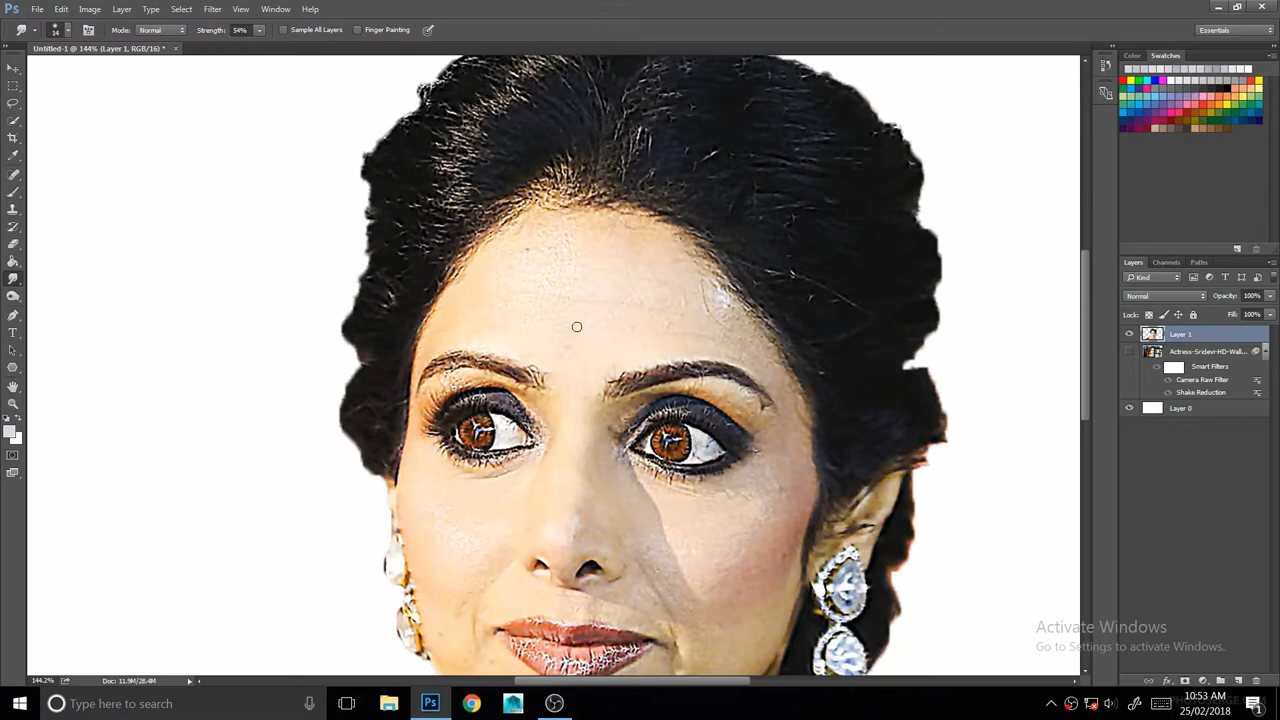 Ps File Edit Image Layer Type Select Filter View Window Help
14 Mode: Normal Strength: 54% Sample All Layers Finger Painting Essentials
Untitled-1 @ 144% (Layer 1, RGB/16) * ×
Color Swatches
Layers Channels Paths
Kind
Normal Opacity: 100%
Lock: Fill: 100%
Layer 1
Actress-Sridevi-HD-Wall...
Smart Filters
Camera Raw Filter
Shake Reduction
Layer 0
Activate Windows
Go to Settings to activate Windows.
144.2% Doc: 11.9M/28.4M
Type here to search
Ps
10:53 AM
25/02/2018
1